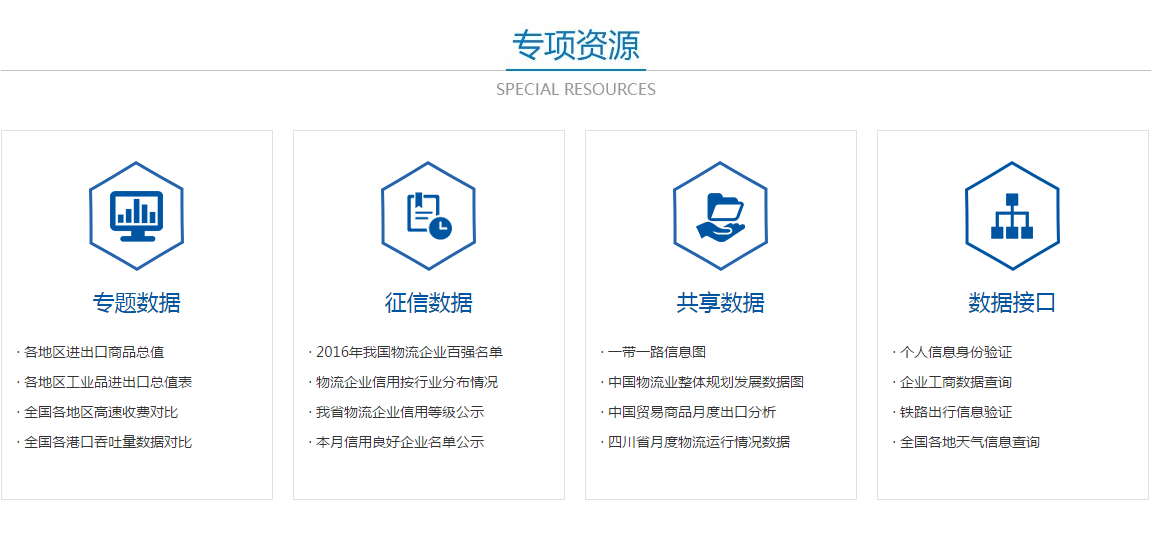 专项资源
SPECIAL RESOURCES
专题数据
· 各地区进出口商品总值
· 各地区工业品进出口总值表
· 全国各地区高速收费对比
· 全国各港口吞吐量数据对比
征信数据
· 2016年我国物流企业百强名单
· 物流企业信用按行业分布情况
· 我省物流企业信用等级公示
· 本月信用良好企业名单公示
共享数据
· 一带一路信息图
· 中国物流业整体规划发展数据图
· 中国贸易商品月度出口分析
· 四川省月度物流运行情况数据
数据接口
· 个人信息身份验证
· 企业工商数据查询
· 铁路出行信息验证
· 全国各地天气信息查询